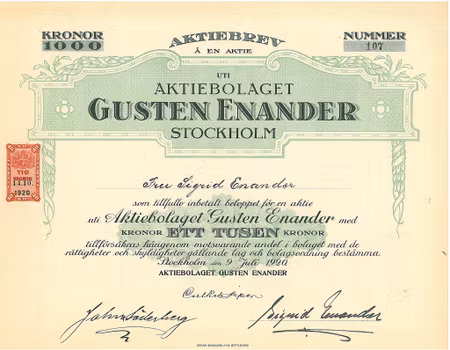 KRONOR
1000
AKTIEBREV
Å EN AKTIE
NUMMER
107
UTI
AKTIEBOLAGET
GUSTEN ENANDER
STOCKHOLM
TIO
1920
Fru Sigrid Enander
som tillfullo inbetalt beloppet för en aktie
uti Aktiebolaget Gusten Enander med
KRONOR ETT TUSEN KRONOR
tillförsäkras härigenom motsvarande andel i bolaget med de
rättigheter och skyldigheter gällande lag och bolagsordning bestämma.
Stockholm den 9 Juli 1920
AKTIEBOLAGET GUSTEN ENANDER
John Söderberg
Sigrid Enander